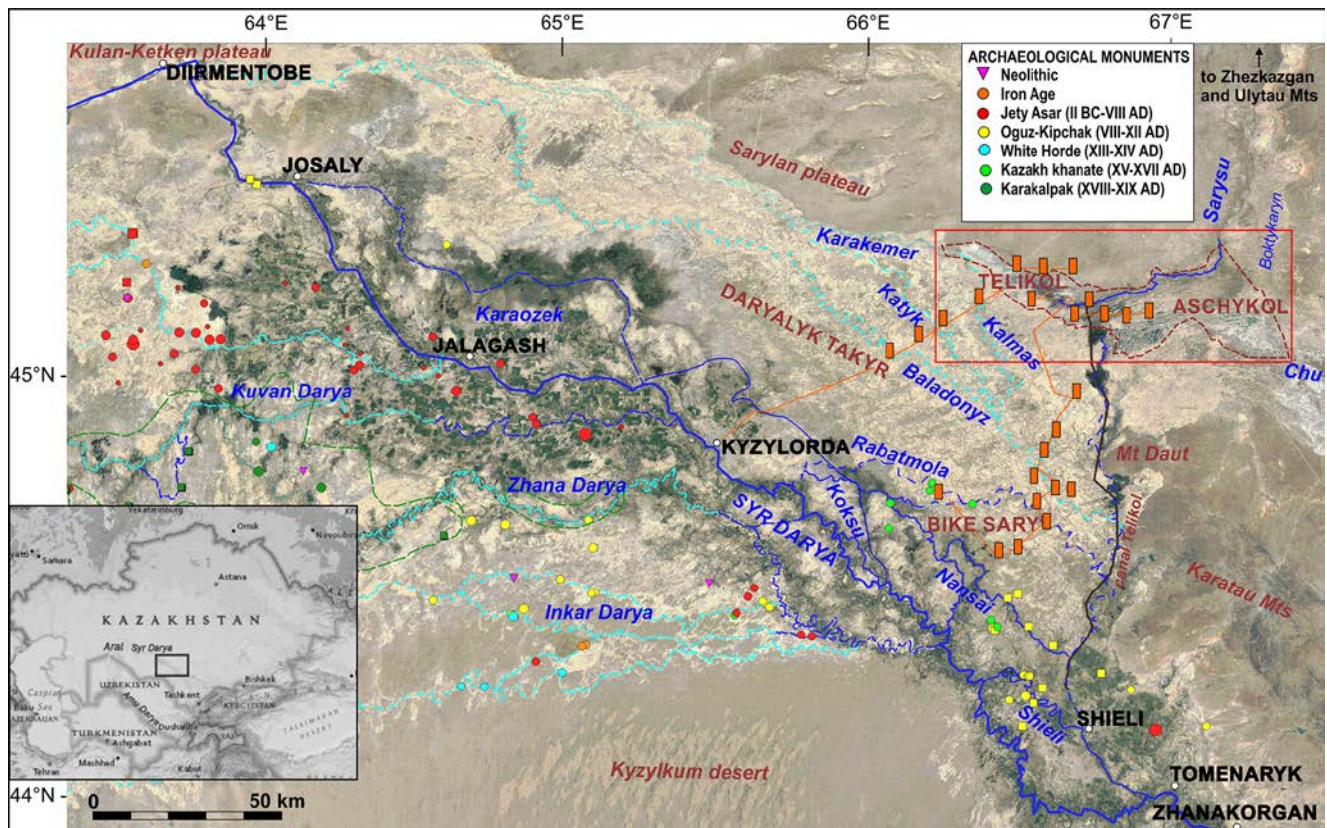 64°E
65°E
66°E
67°E
Kulan-Ketken plateau
DIIRMENTOBE
ARCHAEOLOGICAL MONUMENTS
Neolithic
Iron Age
Jety Asar (II BC-VIII AD)
Oguz-Kipchak (VIII-XII AD)
White Horde (XIII-XIV AD)
Kazakh khanate (XV-XVII AD)
Karakalpak (XVIII-XIX AD)
to Zhezkazgan
and Ulytau Mts
JOSALY
Sarylan plateau
Sarysu
Boktykaryn
Karakemer
TELIKOL
ASCHYKOL
Katyk
Kalmas
DARYALYK TAKYR
Karaozek
JALAGASH
45°N
Kuvan Darya
Baladonyz
Chu
KYZYLORDA
Rabatmola
Mt Daut
Zhana Darya
SYR DARYA
Koksu
BIKE SARY
canal Telikol
Karatau Mts
Nansai
Inkar Darya
Shieli
SHIELI
Kyzylkum desert
TOMENARYK
44°N
ZHANAKORGAN
0 50 km
Yekaterinburg
Omsk
Samara
Astana
KAZAKHSTAN
Aral Syr Darya
UZBEKISTAN
Bishkek
Tashkent
KYRGYZSTAN
Caspian
Sea
Baku
AZERBAIJAN
Amu Darya
TURKMENISTAN
Dushanbe
TAJ
TAKLIMAKAN
DESERT
Ashgabat
Tehran
Mashhad
Kabul